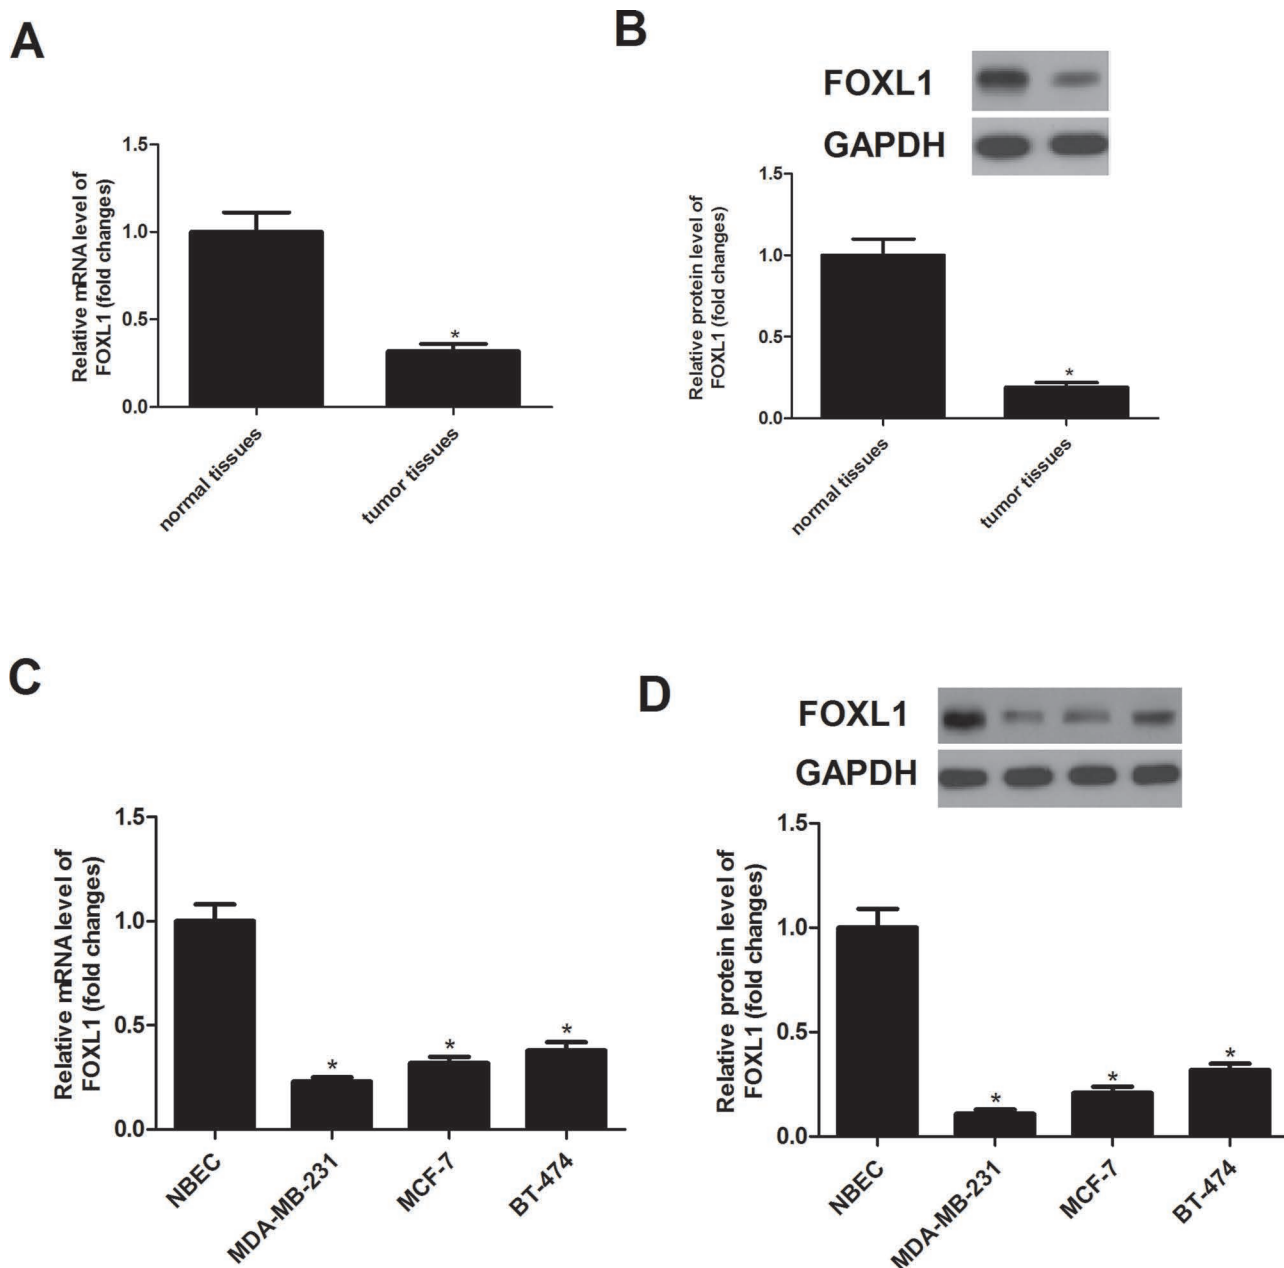 A
Relative mRNA level of
FOXL1 (fold changes)
1.5
1.0
0.5
0.0
*
normal tissues
tumor tissues
B
FOXL1
GAPDH
Relative protein level of
FOXL1 (fold changes)
1.5
1.0
0.5
0.0
*
normal tissues
tumor tissues
C
Relative mRNA level of
FOXL1 (fold changes)
1.5
1.0
0.5
0.0
*
*
*
NBEC
MDA-MB-231
MCF-7
BT-474
D
FOXL1
GAPDH
Relative protein level of
FOXL1 (fold changes)
1.5
1.0
0.5
0.0
*
*
*
NBEC
MDA-MB-231
MCF-7
BT-474